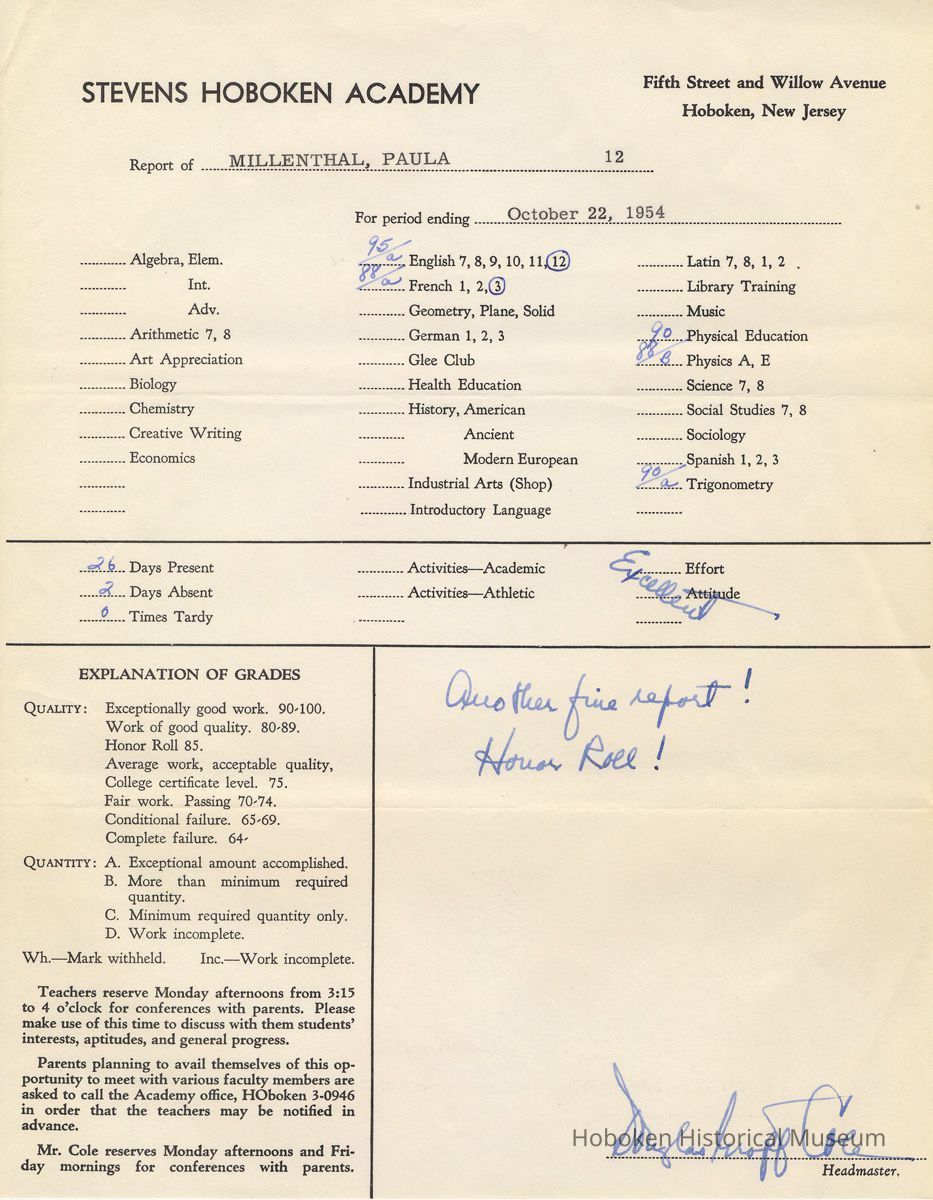 STEVENS HOBOKEN ACADEMY
Fifth Street and Willow Avenue
Hoboken, New Jersey
Report of MILLENTHAL, PAULA 12
For period ending October 22, 1954
Algebra, Elem.
Int.
Adv.
Arithmetic 7, 8
Art Appreciation
Biology
Chemistry
Creative Writing
Economics
95/a English 7, 8, 9, 10, 11, 12
88/a French 1, 2, 3
Geometry, Plane, Solid
German 1, 2, 3
Glee Club
Health Education
History, American
Ancient
Modern European
Industrial Arts (Shop)
Introductory Language
Latin 7, 8, 1, 2
Library Training
Music
90 Physical Education
88/B Physics A, E
Science 7, 8
Social Studies 7, 8
Sociology
Spanish 1, 2, 3
90/a Trigonometry
26 Days Present
2 Days Absent
0 Times Tardy
Activities—Academic
Activities—Athletic
Excellent
Effort
Attitude
EXPLANATION OF GRADES
QUALITY: Exceptionally good work. 90-100.
Work of good quality. 80-89.
Honor Roll 85.
Average work, acceptable quality,
College certificate level. 75.
Fair work. Passing 70-74.
Conditional failure. 65-69.
Complete failure. 64-
QUANTITY: A. Exceptional amount accomplished.
B. More than minimum required
quantity.
C. Minimum required quantity only.
D. Work incomplete.
Wh.—Mark withheld. Inc.—Work incomplete.
Teachers reserve Monday afternoons from 3:15
to 4 o'clock for conferences with parents. Please
make use of this time to discuss with them students'
interests, aptitudes, and general progress.
Parents planning to avail themselves of this op-
portunity to meet with various faculty members are
asked to call the Academy office, HOboken 3-0946
in order that the teachers may be notified in
advance.
Mr. Cole reserves Monday afternoons and Fri-
day mornings for conferences with parents.
Another fine report!
Honor Roll!
Douglas Cole
Hoboken Historical Museum
Headmaster.